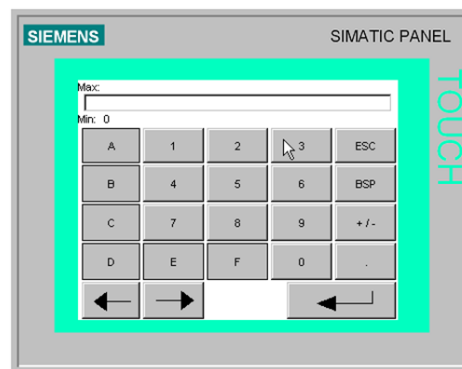 SIEMENS SIMATIC PANEL
TOUCH
Max:
Min: 0
A 1 2 3 ESC
B 4 5 6 BSP
C 7 8 9 +/-
D E F 0 .